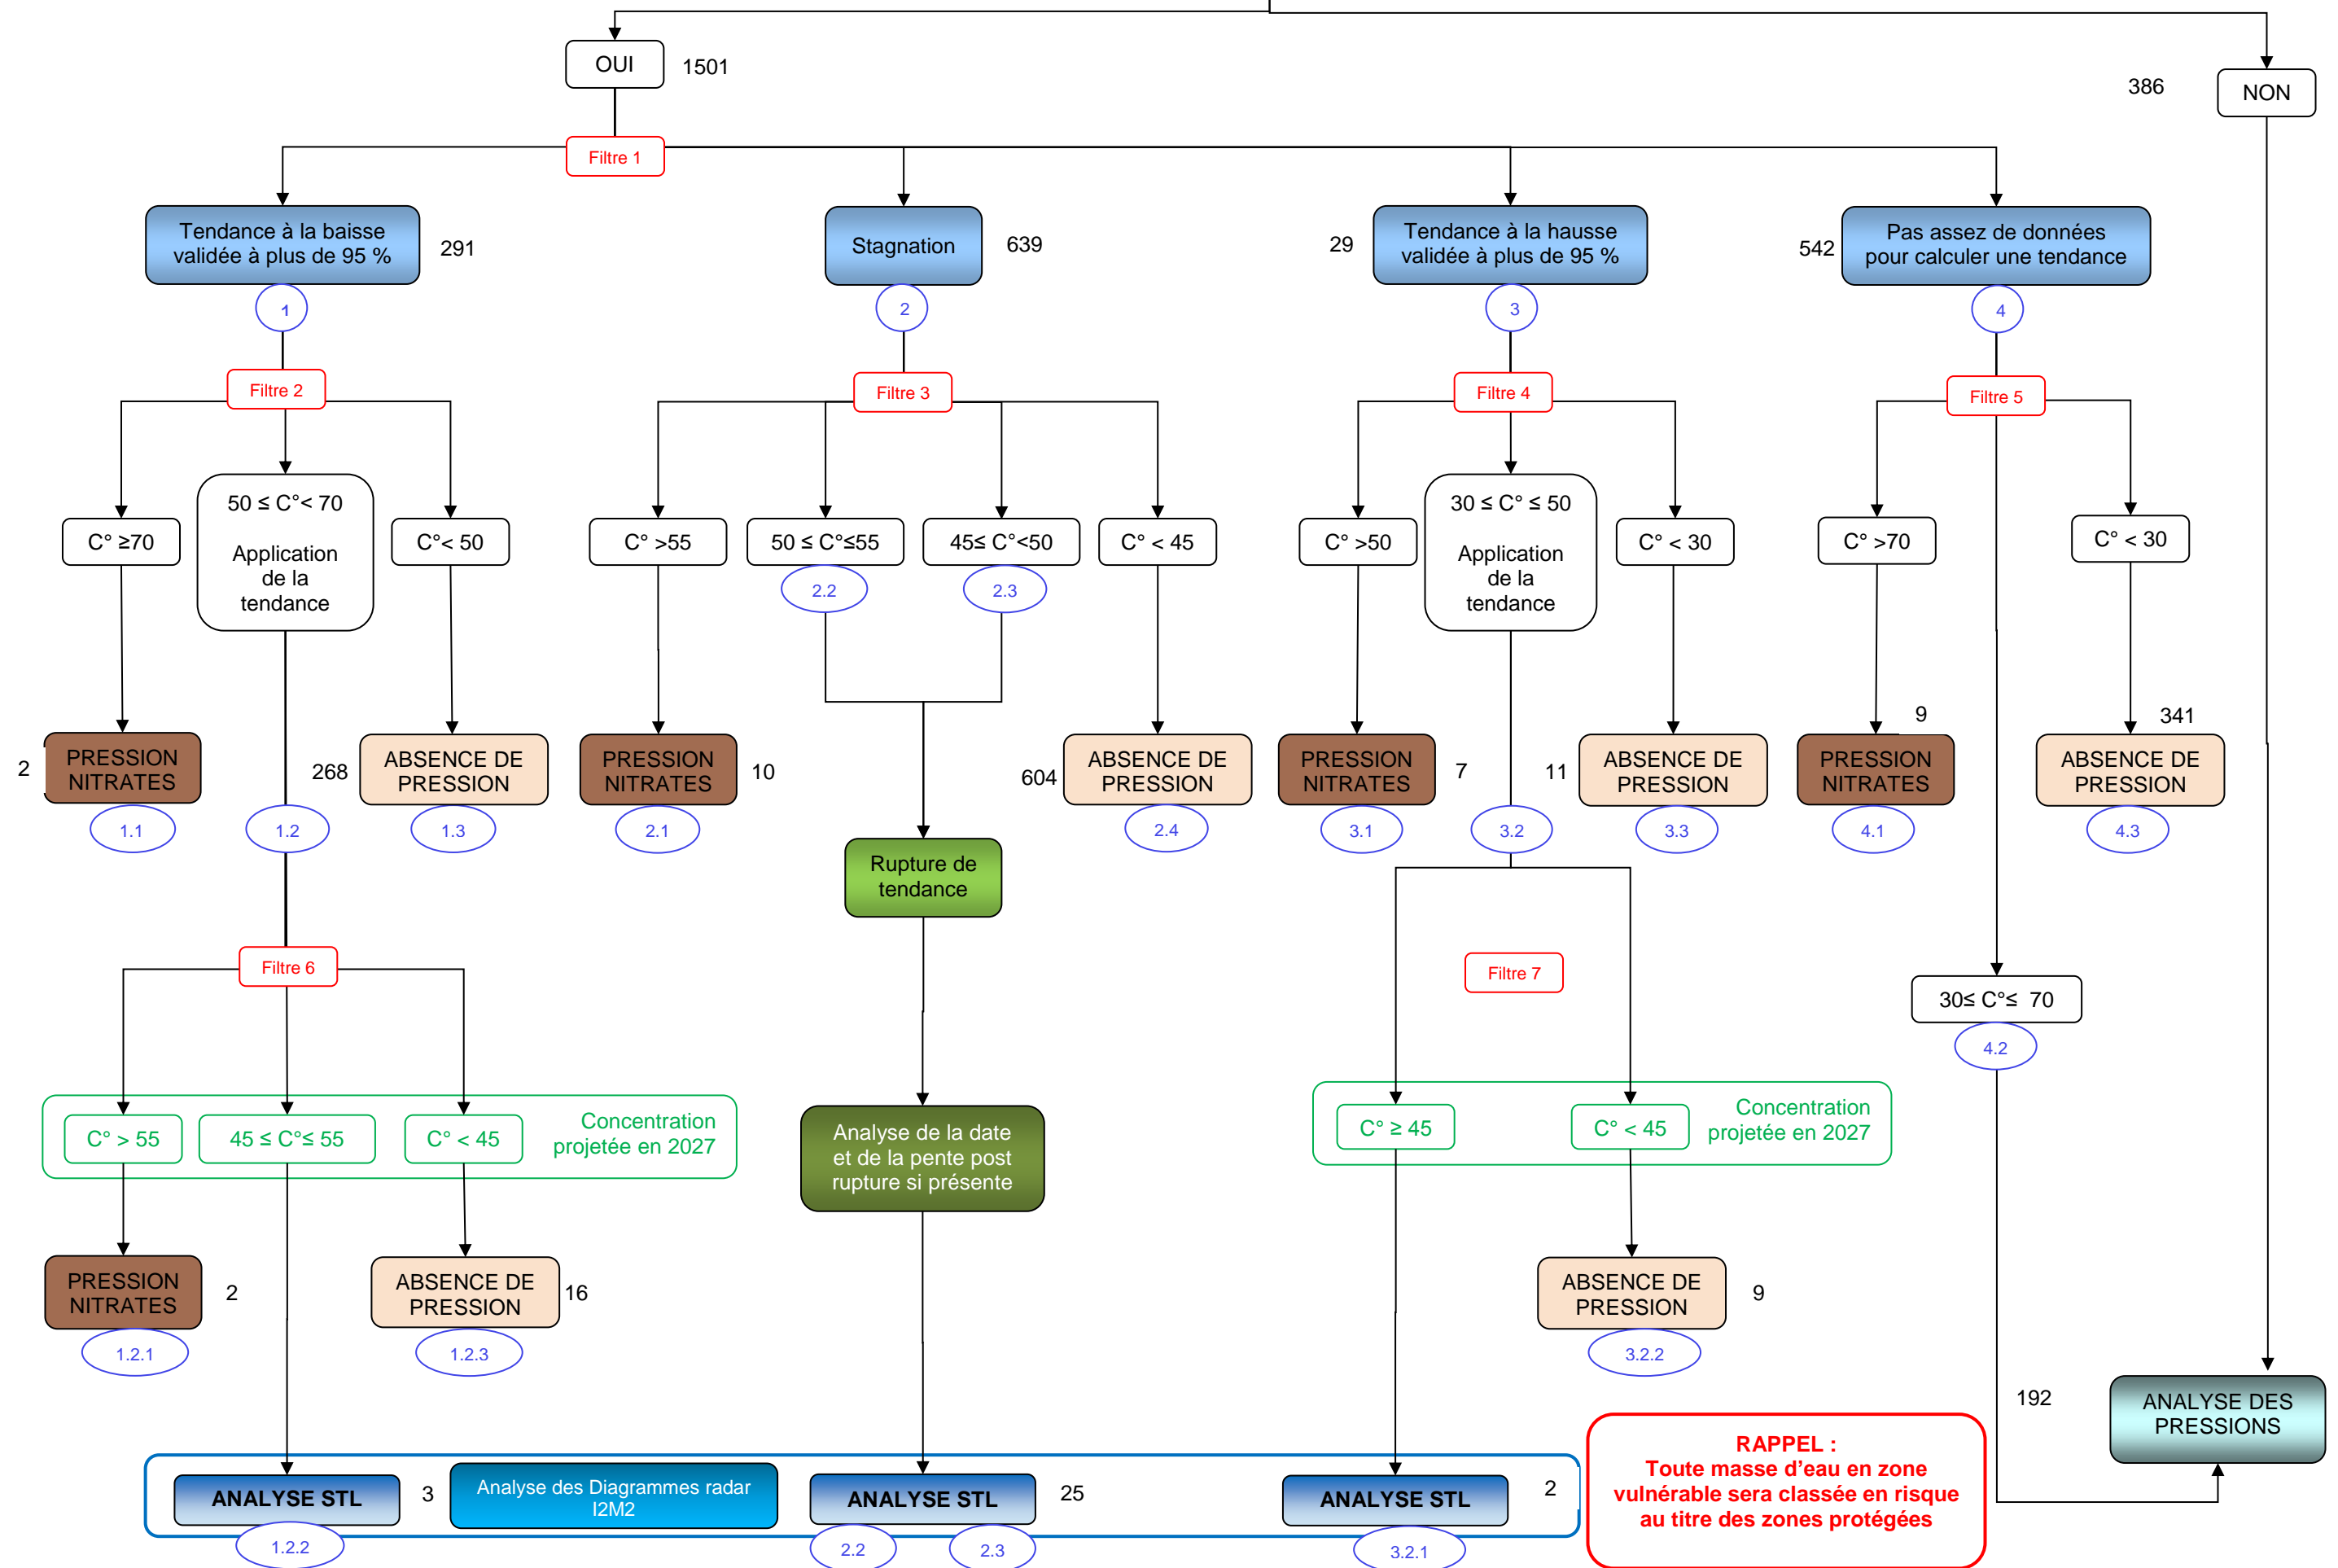 OUI
1501
386
NON
Filtre 1
Tendance à la baisse
validée à plus de 95 %
291
Stagnation
639
29
Tendance à la hausse
validée à plus de 95 %
542
Pas assez de données
pour calculer une tendance
1
2
3
4
Filtre 2
Filtre 3
Filtre 4
Filtre 5
C° ≥70
50 ≤ C°< 70
Application
de la
tendance
C°< 50
C° >55
50 ≤ C°≤55
2.2
45≤ C°<50
2.3
C° < 45
C° >50
30 ≤ C° ≤ 50
Application
de la
tendance
C° < 30
C° >70
C° < 30
2
PRESSION
NITRATES
1.1
1.2
268
ABSENCE DE
PRESSION
1.3
PRESSION
NITRATES
10
2.1
604
ABSENCE DE
PRESSION
2.4
PRESSION
NITRATES
7
3.1
3.2
11
ABSENCE DE
PRESSION
3.3
9
PRESSION
NITRATES
4.1
341
ABSENCE DE
PRESSION
4.3
Rupture de
tendance
Filtre 6
Filtre 7
30≤ C°≤ 70
4.2
C° > 55
45 ≤ C°≤ 55
C° < 45
Concentration
projetée en 2027
Analyse de la date
et de la pente post
rupture si présente
C° ≥ 45
C° < 45
Concentration
projetée en 2027
PRESSION
NITRATES
2
1.2.1
ABSENCE DE
PRESSION
16
1.2.3
ABSENCE DE
PRESSION
9
3.2.2
192
ANALYSE DES
PRESSIONS
RAPPEL :
Toute masse d'eau en zone
vulnérable sera classée en risque
au titre des zones protégées
ANALYSE STL
3
1.2.2
Analyse des Diagrammes radar
I2M2
ANALYSE STL
25
2.2
2.3
ANALYSE STL
2
3.2.1